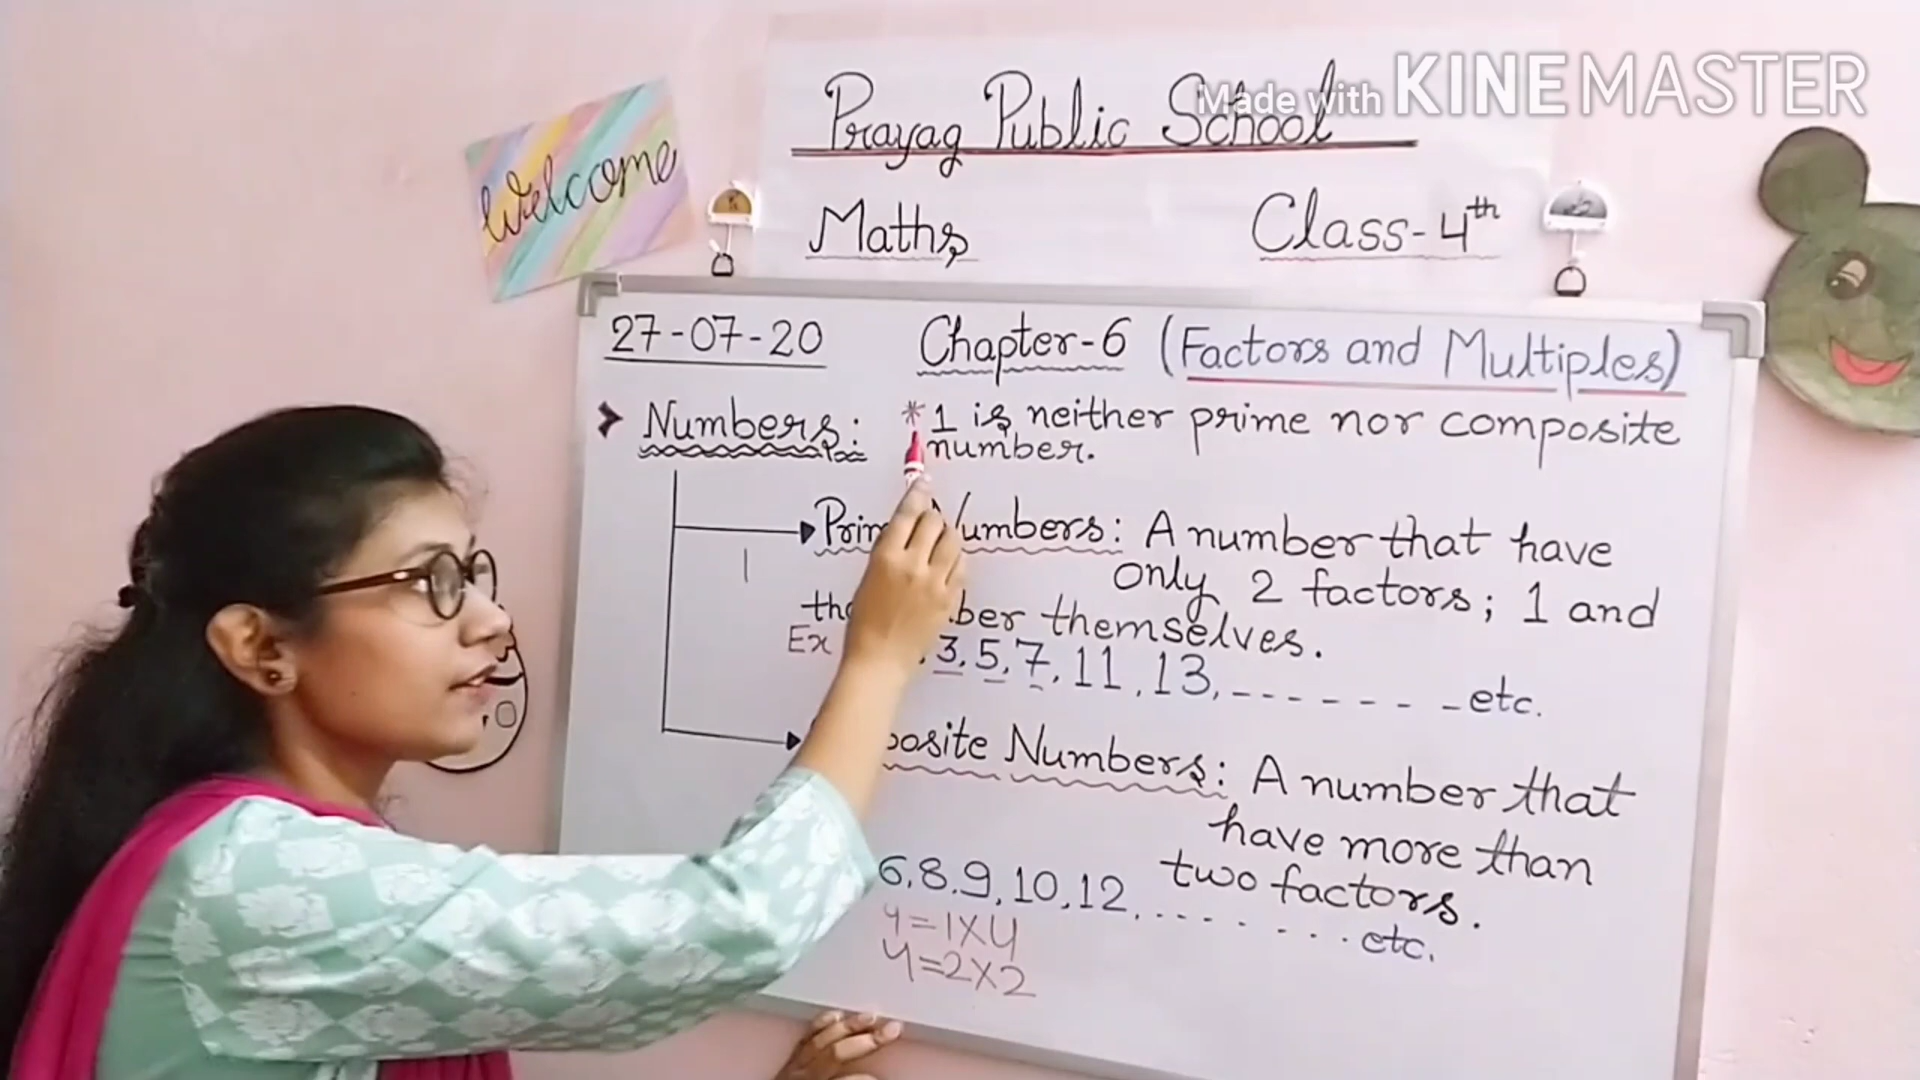 Made with KINEMASTER
Prayag Public School
welcome
Maths
Class-4th
27-07-20
Chapter-6 (Factors and Multiples)
Numbers:
*1 is neither prime nor composite
number.
Numbers: A number that have
only 2 factors; 1 and
themselves.
Ex 3, 5, 7, 11, 13, - - - - - - - etc.
Numbers: A number that
have more than
two factors.
6, 8, 9, 10, 12, . . . . . . . . etc.
4=1×4
4=2×2